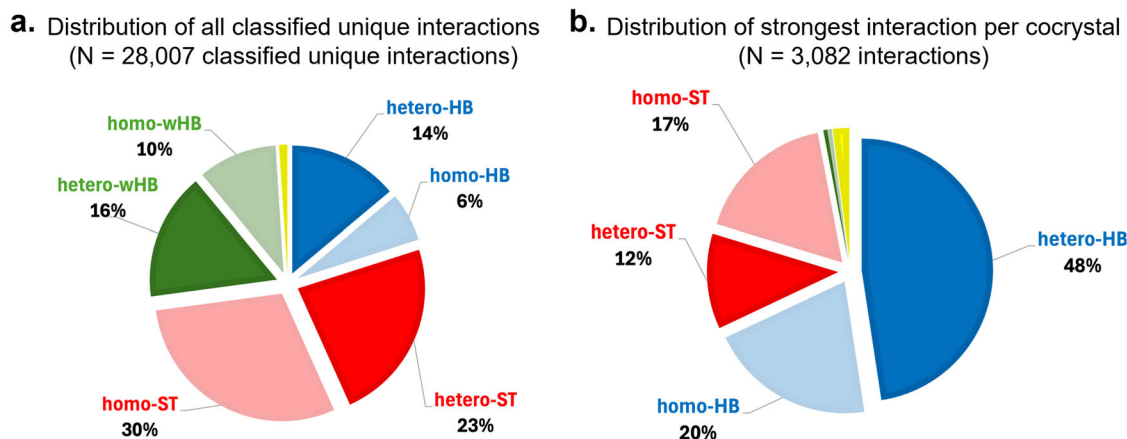 a. Distribution of all classified unique interactions
(N = 28,007 classified unique interactions)
homo-wHB
10%
hetero-HB
14%
hetero-wHB
16%
homo-HB
6%
homo-ST
30%
hetero-ST
23%
b. Distribution of strongest interaction per cocrystal
(N = 3,082 interactions)
homo-ST
17%
hetero-ST
12%
hetero-HB
48%
homo-HB
20%